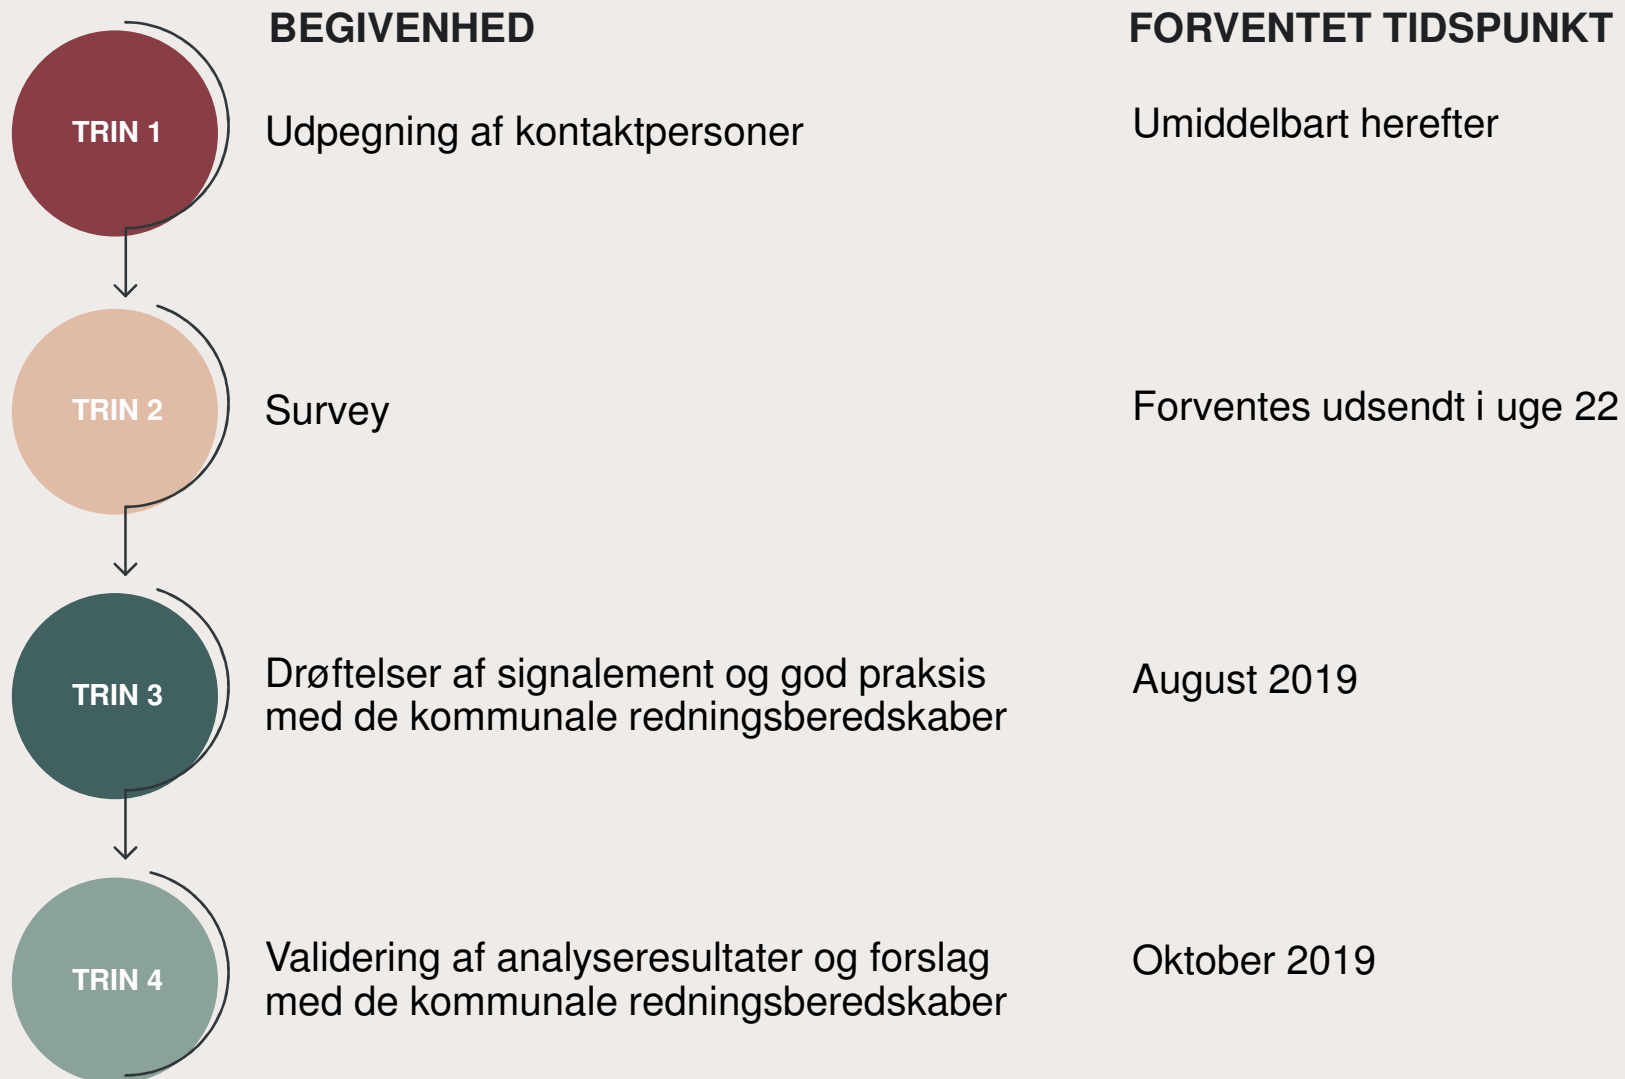 BEGIVENHED
FORVENTET TIDSPUNKT
TRIN 1
Udpegning af kontaktpersoner
Umiddelbart herefter
TRIN 2
Survey
Forventes udsendt i uge 22
TRIN 3
Drøftelser af signalement og god praksis
med de kommunale redningsberedskaber
August 2019
TRIN 4
Validering af analyseresultater og forslag
med de kommunale redningsberedskaber
Oktober 2019